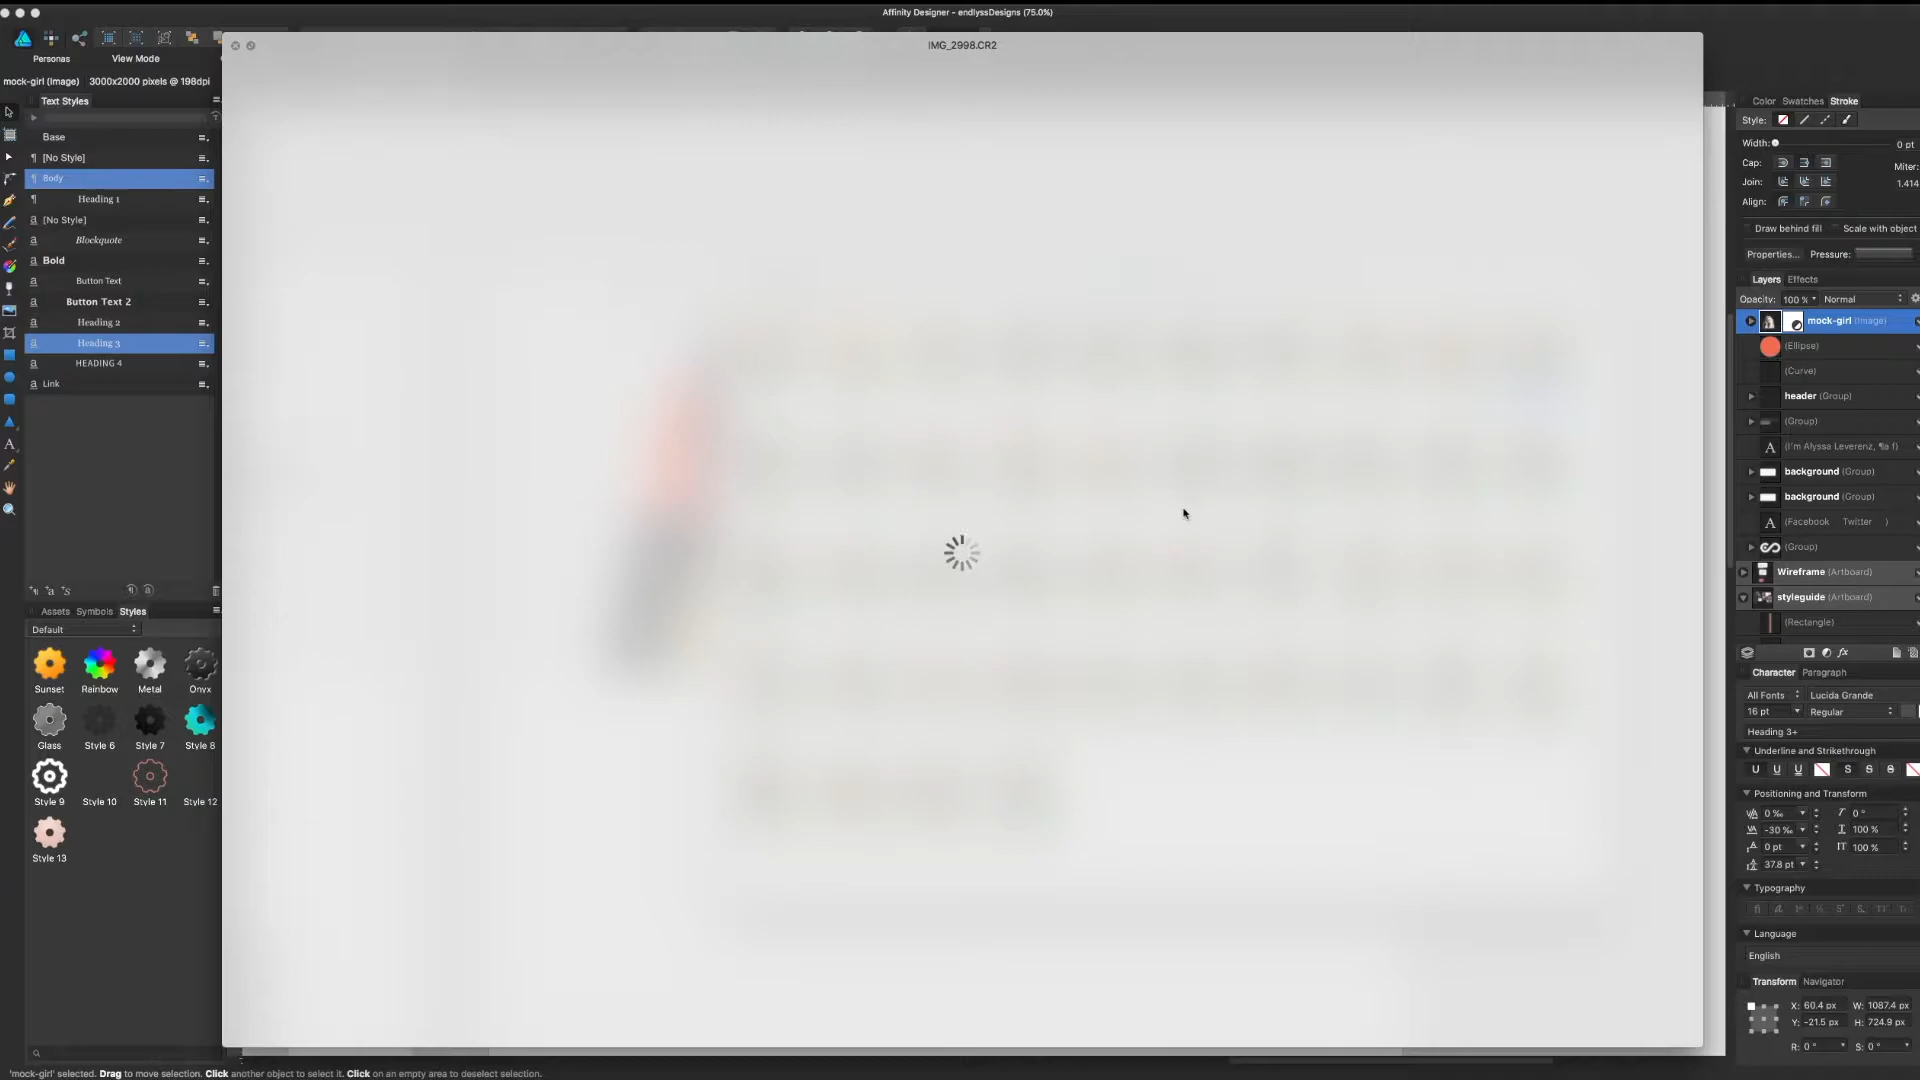 Affinity Designer - endlyssDesigns (75.0%)
Personas
View Mode
IMG_2998.CR2
mock-girl (Image) 3000x2000 pixels @ 198dpi
Text Styles
Base
[No Style]
Body
Heading 1
[No Style]
Blockquote
Bold
Button Text
Button Text 2
Heading 2
Heading 3
HEADING 4
Link
Assets Symbols Styles
Default
Sunset Rainbow Metal Onyx
Glass Style 6 Style 7 Style 8
Style 9 Style 10 Style 11 Style 12
Style 13
'mock-girl' selected. Drag to move selection. Click another object to select it. Click on an empty area to deselect selection.
Color Swatches Stroke
Style:
Width: 0 pt
Cap:
Miter:
Join: 1.414
Align:
Draw behind fill Scale with object
Properties... Pressure:
Layers Effects
Opacity: 100 % Normal
mock-girl (Image)
(Ellipse)
(Curve)
header (Group)
(Group)
(I'm Alyssa Leverenz, ¶a f)
background (Group)
background (Group)
(Facebook Twitter )
(Group)
Wireframe (Artboard)
styleguide (Artboard)
(Rectangle)
Character Paragraph
All Fonts Lucida Grande
16 pt Regular
Heading 3+
Underline and Strikethrough
U U U S S S
Positioning and Transform
0 ‰ 0 °
-30 ‰ 100 %
0 pt 100 %
37.8 pt
Typography
Language
English
Transform Navigator
X: 60.4 px W: 1087.4 px
Y: -21.5 px H: 724.9 px
R: 0 ° S: 0 °